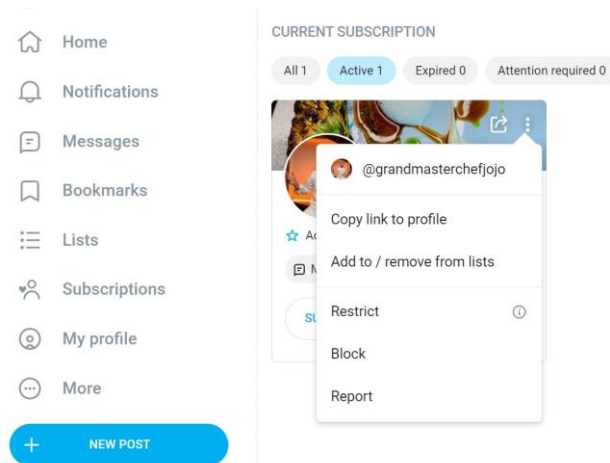 Home
Notifications
Messages
Bookmarks
Lists
Subscriptions
My profile
More
NEW POST
CURRENT SUBSCRIPTION
All 1
Active 1
Expired 0
Attention required 0
@grandmasterchefjojo
Copy link to profile
Add to / remove from lists
Restrict
Block
Report